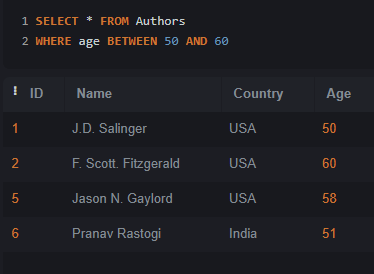 1 SELECT * FROM Authors
2 WHERE age BETWEEN 50 AND 60
ID Name Country Age
1 J.D. Salinger USA 50
2 F. Scott. Fitzgerald USA 60
5 Jason N. Gaylord USA 58
6 Pranav Rastogi India 51